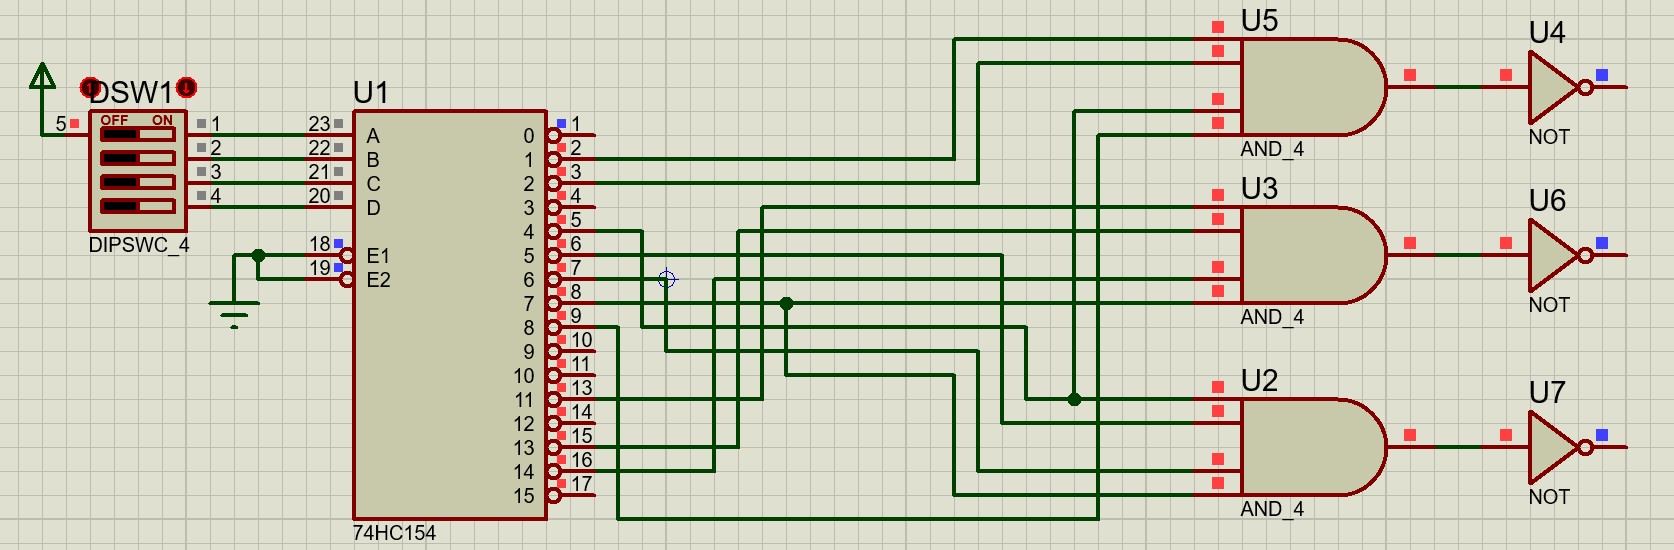 DSW1
OFF ON
5
1
2
3
4
DIPSWC_4
U1
23 A 0 1
22 B 1 2
21 C 2 3
20 D 3 4
4 5
18 E1 5 6
19 E2 6 7
7 8
8 9
9 10
10 11
11 13
12 14
13 15
14 16
15 17
74HC154
U5
AND_4
U4
NOT
U3
AND_4
U6
NOT
U2
AND_4
U7
NOT